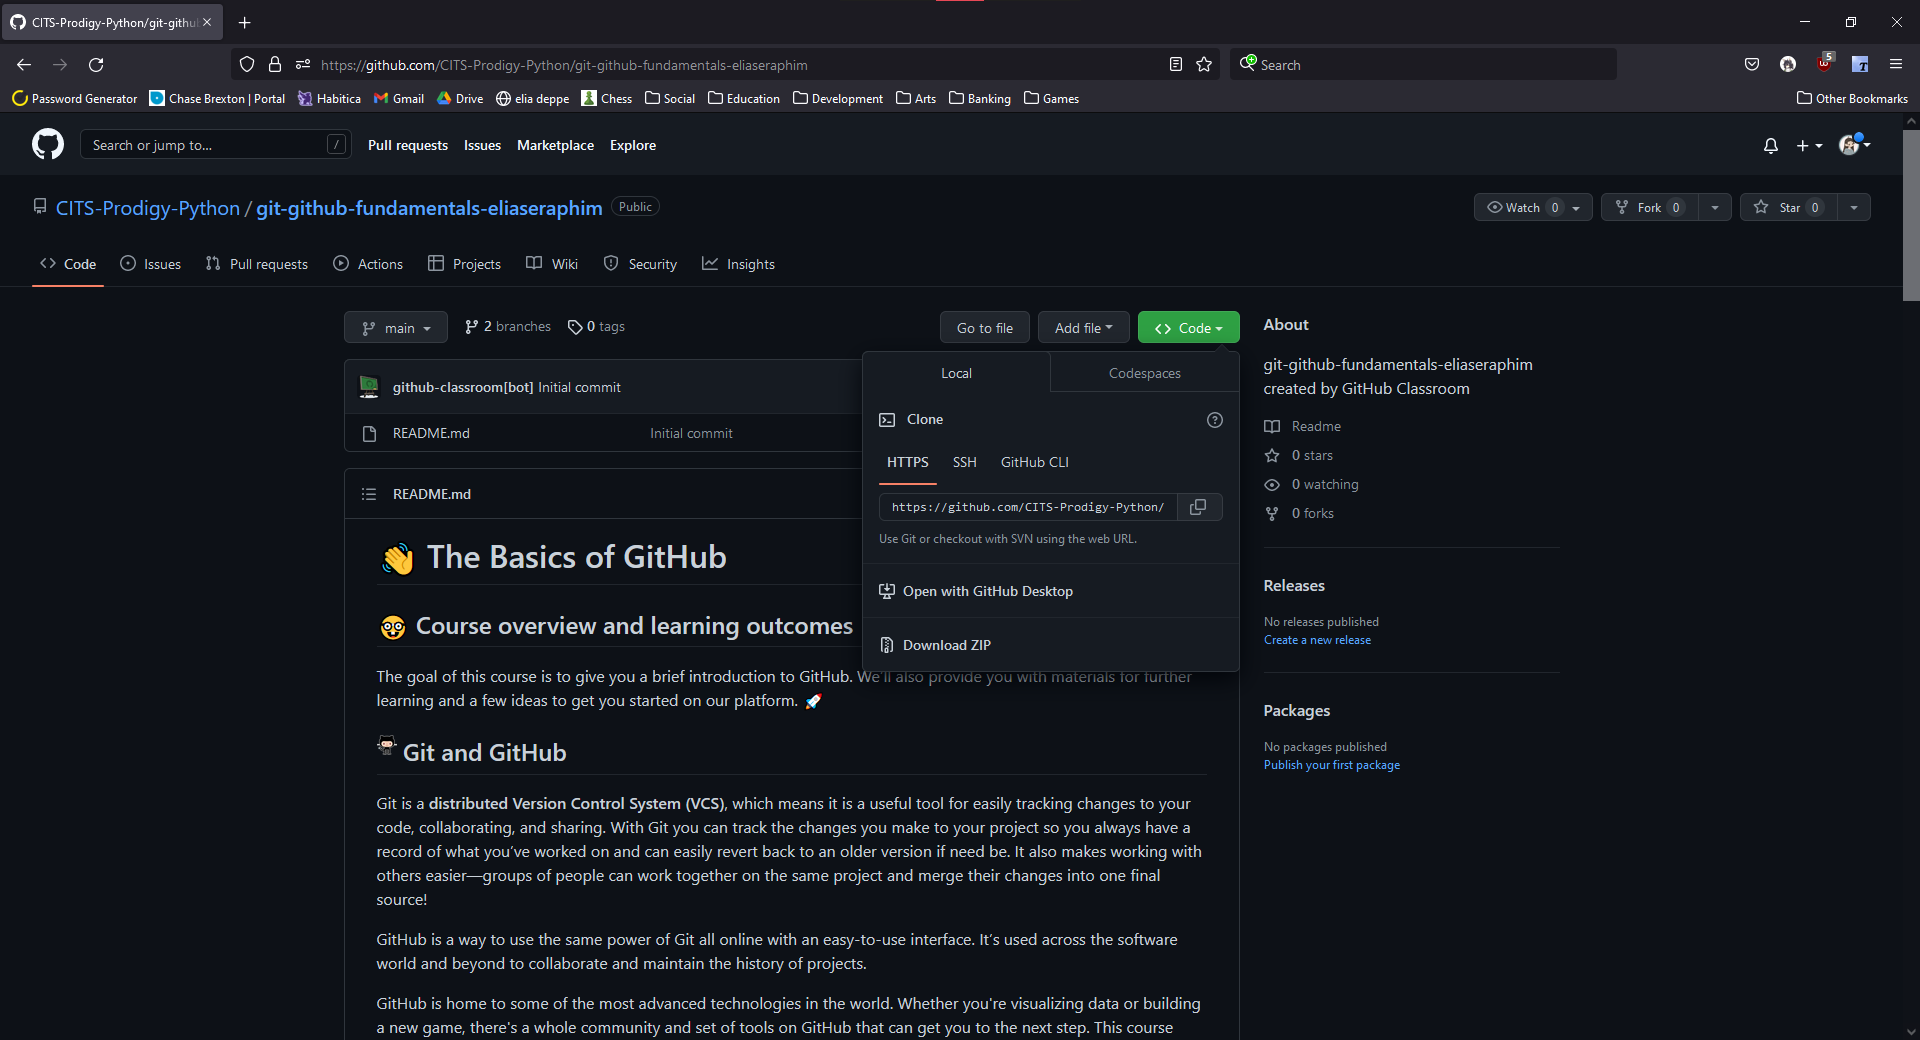 CITS-Prodigy-Python/git-githu
https://github.com/CITS-Prodigy-Python/git-github-fundamentals-eliaseraphim
Search
5
Password Generator
Chase Brexton | Portal
Habitica
Gmail
Drive
elia deppe
Chess
Social
Education
Development
Arts
Banking
Games
Other Bookmarks
Search or jump to...
/
Pull requests
Issues
Marketplace
Explore
CITS-Prodigy-Python / git-github-fundamentals-eliaseraphim
Public
Watch 0
Fork 0
Star 0
Code
Issues
Pull requests
Actions
Projects
Wiki
Security
Insights
main
2 branches
0 tags
Go to file
Add file
Code
github-classroom[bot] Initial commit
README.md
Initial commit
Local
Codespaces
Clone
HTTPS
SSH
GitHub CLI
https://github.com/CITS-Prodigy-Python/
Use Git or checkout with SVN using the web URL.
Open with GitHub Desktop
Download ZIP
README.md
The Basics of GitHub
Course overview and learning outcomes
The goal of this course is to give you a brief introduction to GitHub. We'll also provide you with materials for further
learning and a few ideas to get you started on our platform.
Git and GitHub
Git is a distributed Version Control System (VCS), which means it is a useful tool for easily tracking changes to your
code, collaborating, and sharing. With Git you can track the changes you make to your project so you always have a
record of what you've worked on and can easily revert back to an older version if need be. It also makes working with
others easier—groups of people can work together on the same project and merge their changes into one final
source!
GitHub is a way to use the same power of Git all online with an easy-to-use interface. It's used across the software
world and beyond to collaborate and maintain the history of projects.
GitHub is home to some of the most advanced technologies in the world. Whether you're visualizing data or building
a new game, there's a whole community and set of tools on GitHub that can get you to the next step. This course
About
git-github-fundamentals-eliaseraphim
created by GitHub Classroom
Readme
0 stars
0 watching
0 forks
Releases
No releases published
Create a new release
Packages
No packages published
Publish your first package